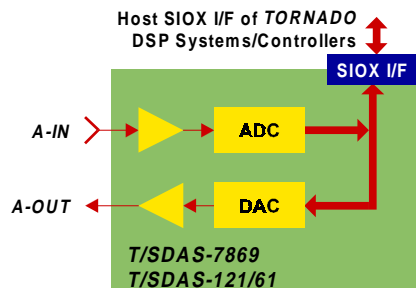 Host SIOX I/F of TORNADO
DSP Systems/Controllers
SIOX I/F
A-IN
ADC
A-OUT
DAC
T/SDAS-7869
T/SDAS-121/61